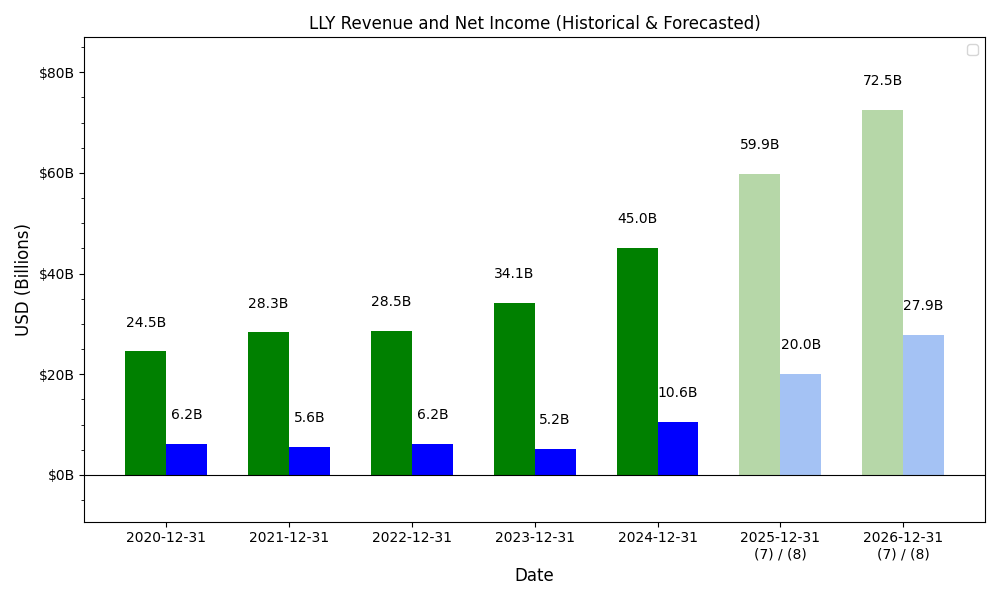 LLY Revenue and Net Income (Historical & Forecasted)
$80B
$60B
$40B
$20B
$0B
USD (Billions)
24.5B
6.2B
28.3B
5.6B
28.5B
6.2B
34.1B
5.2B
45.0B
10.6B
59.9B
20.0B
72.5B
27.9B
2020-12-31
2021-12-31
2022-12-31
2023-12-31
2024-12-31
2025-12-31
(7) / (8)
2026-12-31
(7) / (8)
Date